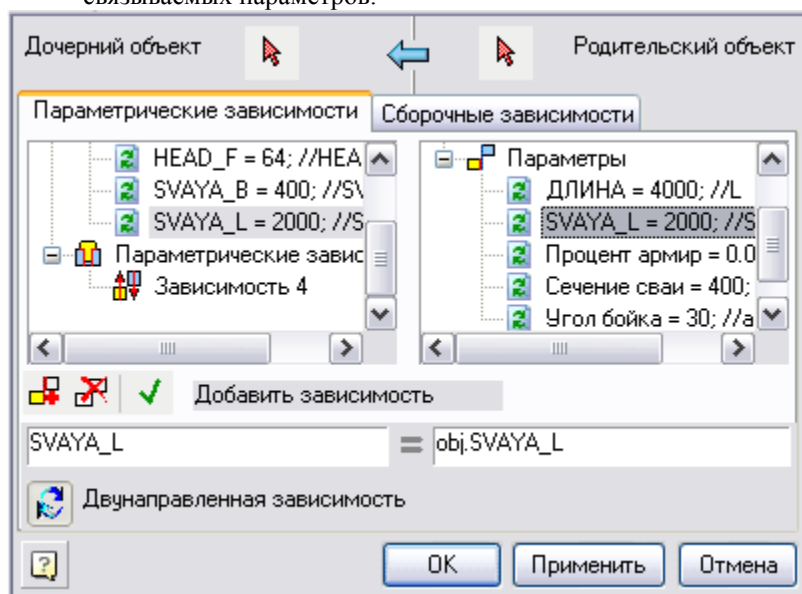 связываемых параметров.
Дочерний объект
Родительский объект
Параметрические зависимости
Сборочные зависимости
HEAD_F = 64; //HEA
SVAYA_B = 400; //SV
SVAYA_L = 2000; //S
Параметрические завис
Зависимость 4
Параметры
ДЛИНА = 4000; //L
SVAYA_L = 2000; //S
Процент армир = 0.0
Сечение сваи = 400;
Угол бойка = 30; //a
Добавить зависимость
SVAYA_L
=
obj.SVAYA_L
Двунаправленная зависимость
?
OK
Применить
Отмена